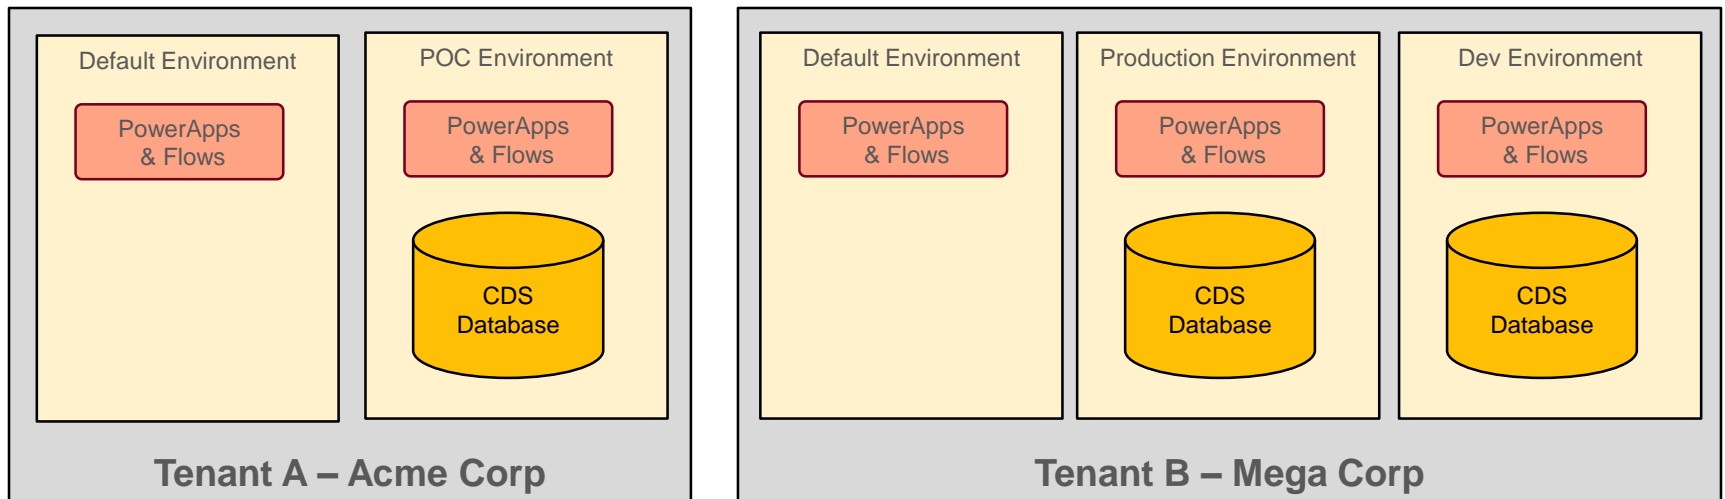 Default Environment
PowerApps
& Flows
POC Environment
PowerApps
& Flows
CDS
Database
Tenant A – Acme Corp
Default Environment
PowerApps
& Flows
Production Environment
PowerApps
& Flows
CDS
Database
Dev Environment
PowerApps
& Flows
CDS
Database
Tenant B – Mega Corp